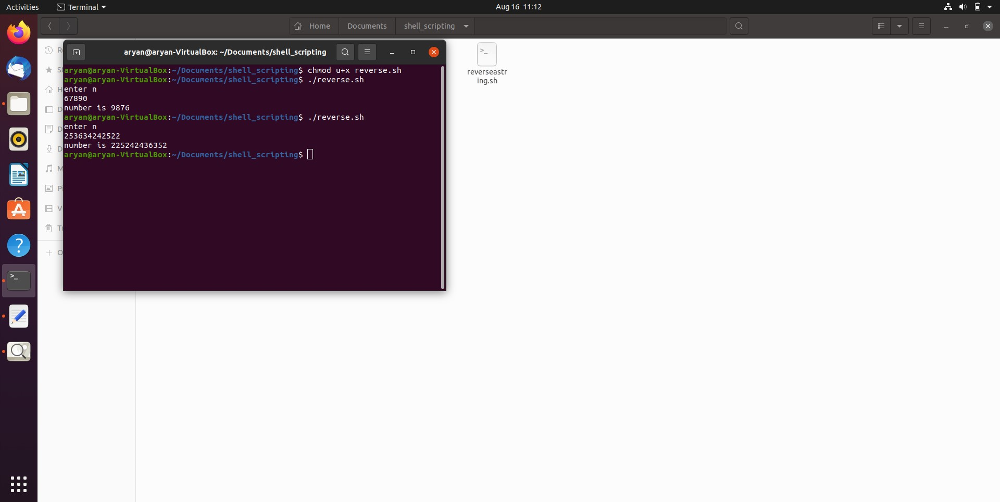 Activities
Terminal
Aug 16 11:12
Home
Documents
shell_scripting
aryan@aryan-VirtualBox: ~/Documents/shell_scripting
aryan@aryan-VirtualBox:~/Documents/shell_scripting$ chmod u+x reverse.sh
aryan@aryan-VirtualBox:~/Documents/shell_scripting$ ./reverse.sh
enter n
67890
number is 9876
aryan@aryan-VirtualBox:~/Documents/shell_scripting$ ./reverse.sh
enter n
253634242522
number is 225242436352
aryan@aryan-VirtualBox:~/Documents/shell_scripting$
reverseastr
ing.sh